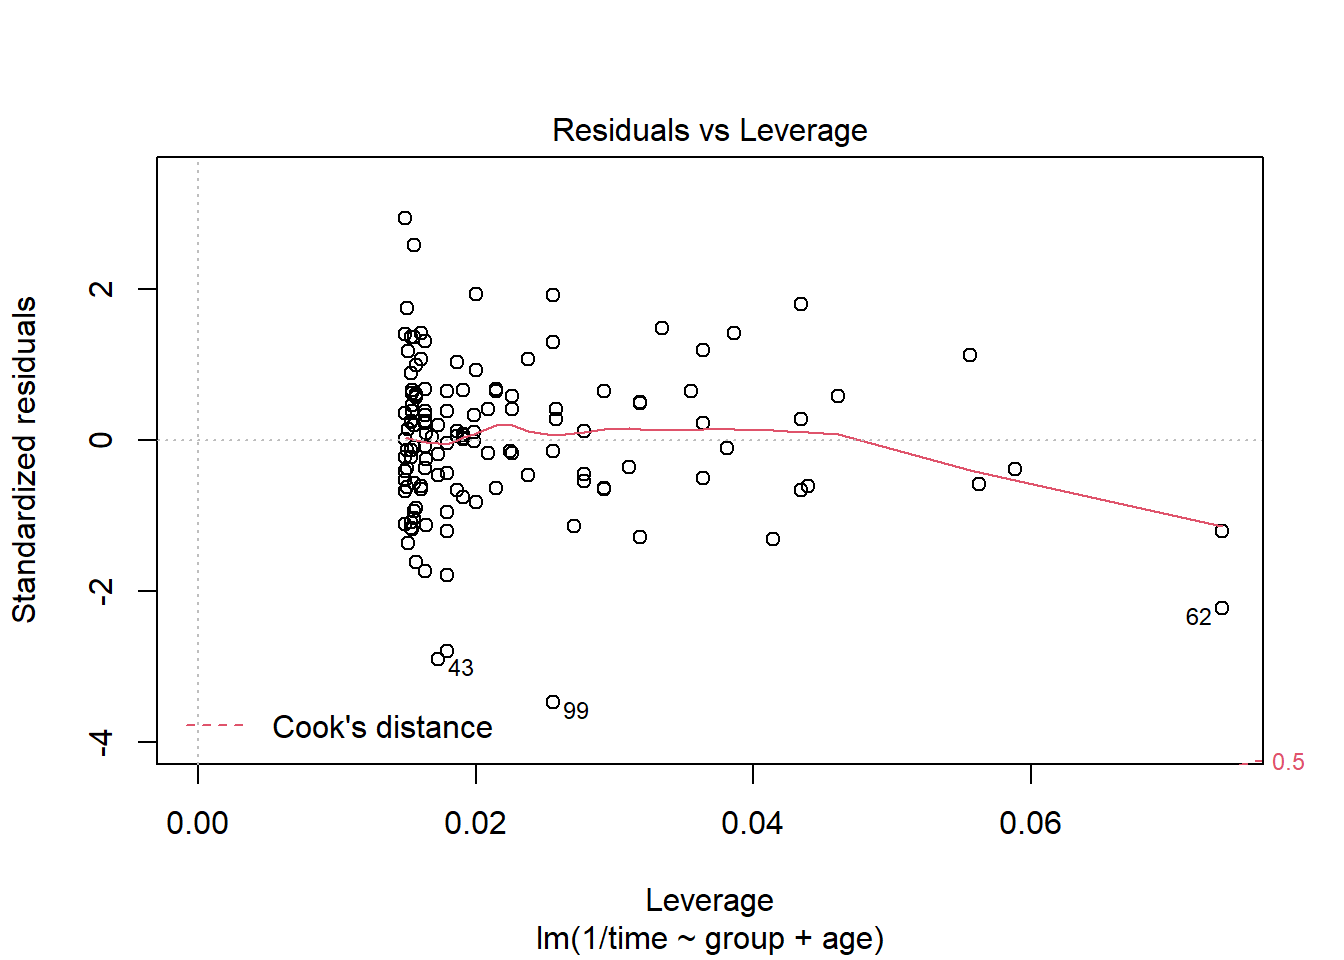 Residuals vs Leverage
Standardized residuals
2
0
-2
-4
43
99
62
Cook's distance
0.5
0.00 0.02 0.04 0.06
Leverage
lm(1/time ~ group + age)